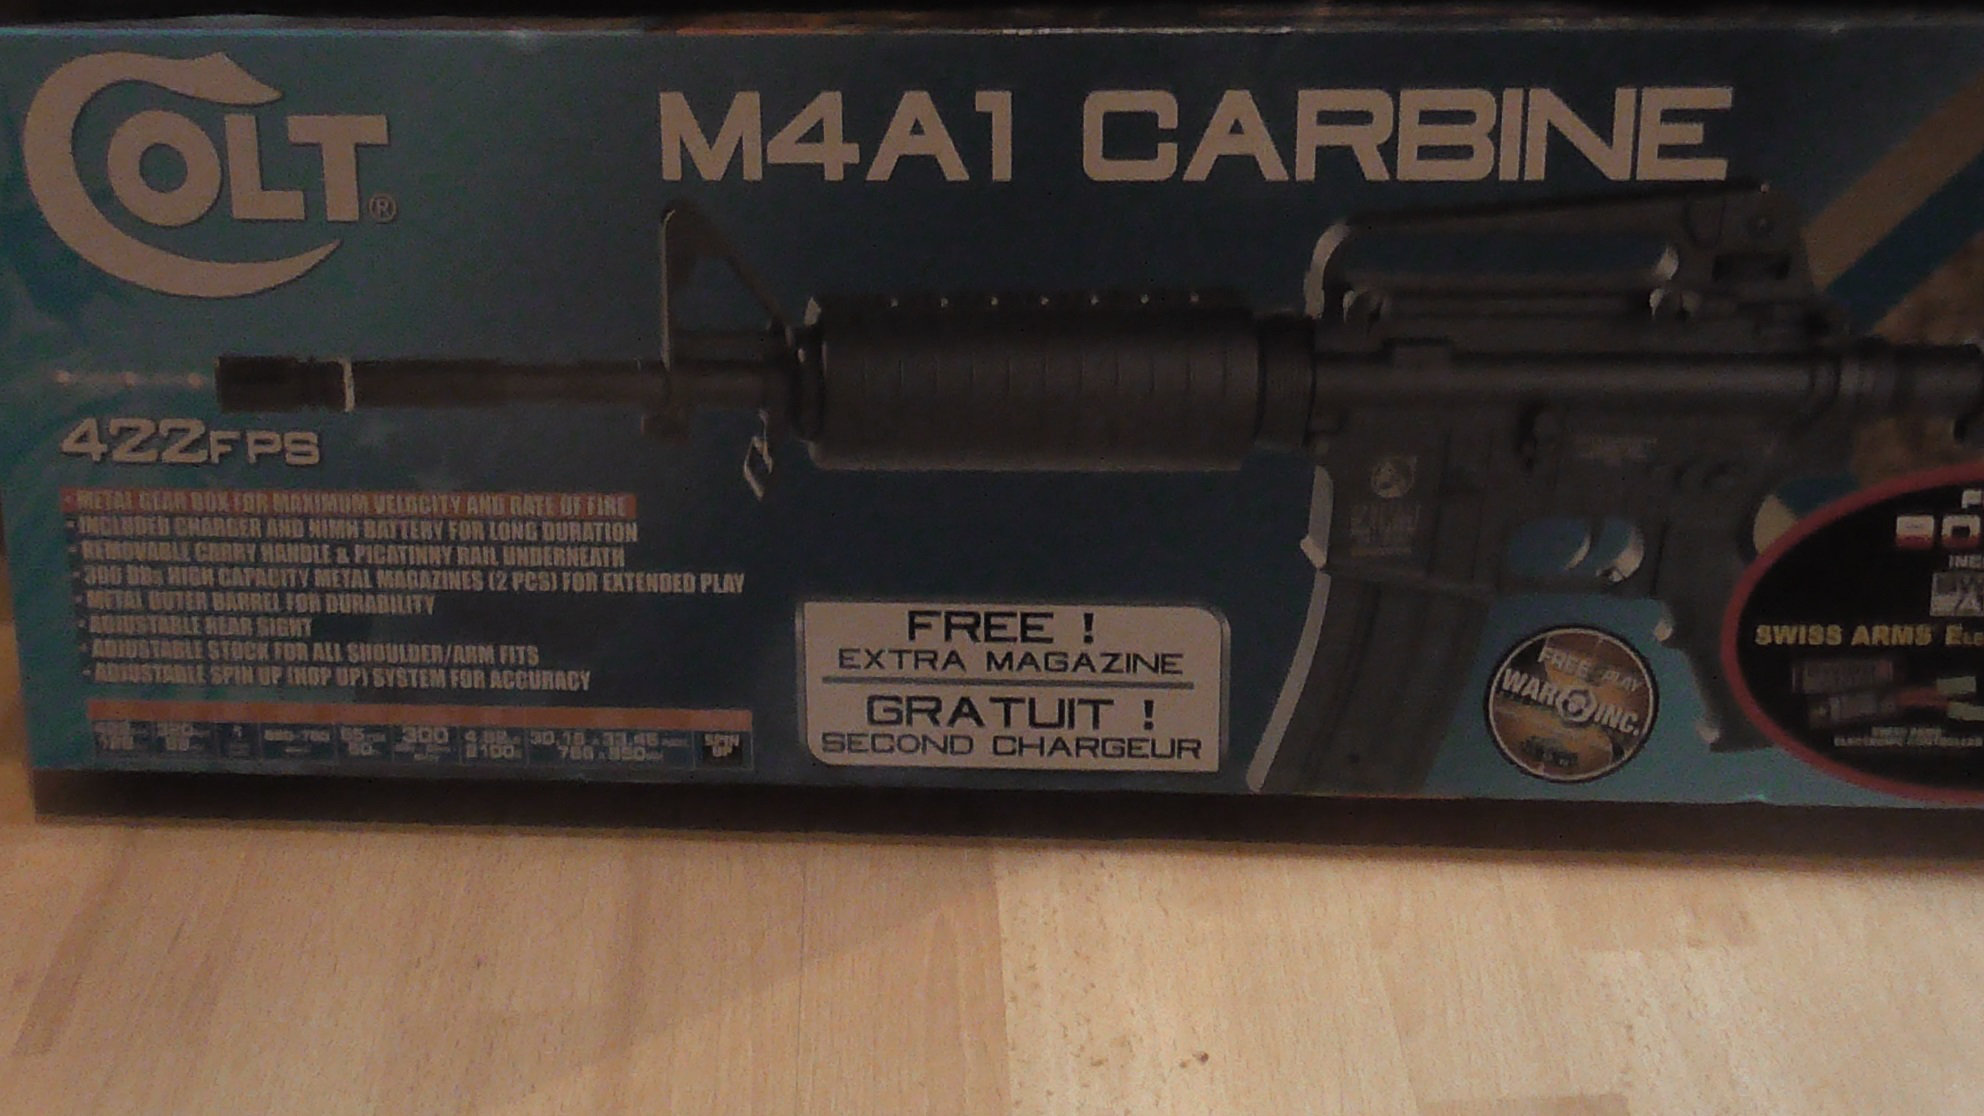 COLT®
M4A1 CARBINE
422FPS
• METAL GEAR BOX FOR MAXIMUM VELOCITY AND RATE OF FIRE
• INCLUDED CHARGER AND NIMH BATTERY FOR LONG DURATION
• REMOVABLE CARRY HANDLE & PICATINNY RAIL UNDERNEATH
• 300 BBs HIGH CAPACITY METAL MAGAZINES (2 PCS) FOR EXTENDED PLAY
• METAL OUTER BARREL FOR DURABILITY
• ADJUSTABLE REAR SIGHT
• ADJUSTABLE STOCK FOR ALL SHOULDER/ARM FITS
• ADJUSTABLE SPIN UP (HOP UP) SYSTEM FOR ACCURACY
300
SPIN UP
FREE !
EXTRA MAGAZINE
GRATUIT !
SECOND CHARGEUR
FREE PLAY
WAR INC.
SWISS ARMS